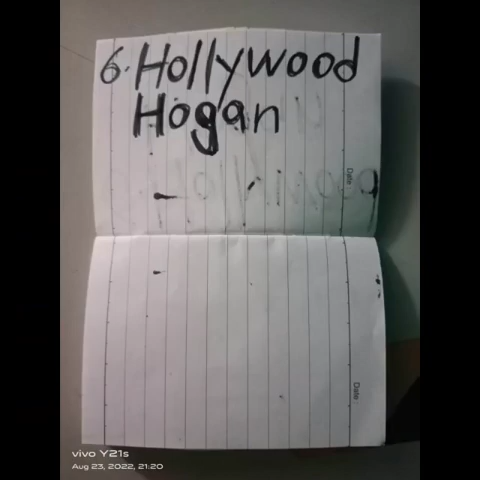 6. Hollywood
Hogan
Date :
Date :
vivo Y21s
Aug 23, 2022, 21:20